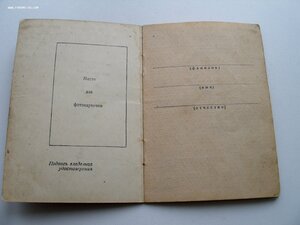 Место
для
фотокарточки
Подпись владельца
удостоверения
(фамилия)
(имя)
(отчество)